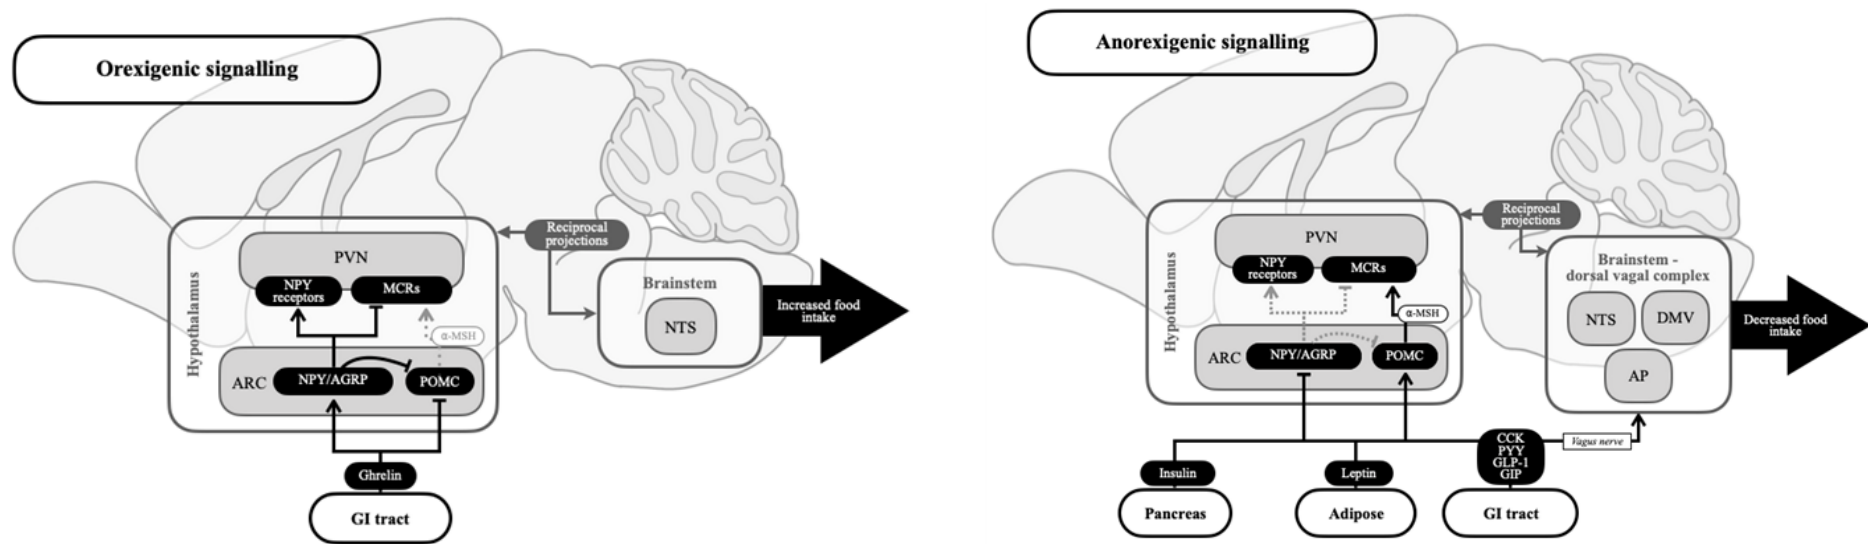 Orexigenic signalling
Hypothalamus
PVN
NPY
receptors
MCRs
α-MSH
ARC
NPY/AGRP
POMC
Ghrelin
GI tract
Reciprocal
projections
Brainstem
NTS
Increased food
intake
Anorexigenic signalling
Hypothalamus
PVN
NPY
receptors
MCRs
α-MSH
ARC
NPY/AGRP
POMC
Reciprocal
projections
Brainstem -
dorsal vagal complex
NTS
DMV
AP
Decreased food
intake
Insulin
Pancreas
Leptin
Adipose
CCK
PYY
GLP-1
GIP
GI tract
Vagus nerve